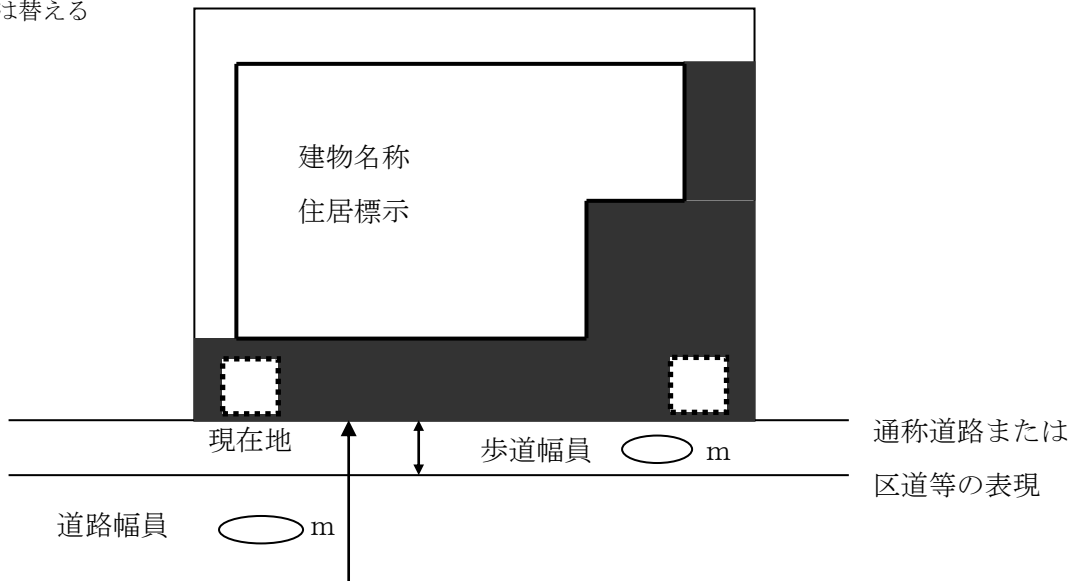 は替える
建物名称
住居標示
現在地
歩道幅員 m
通称道路または
区道等の表現
道路幅員 m